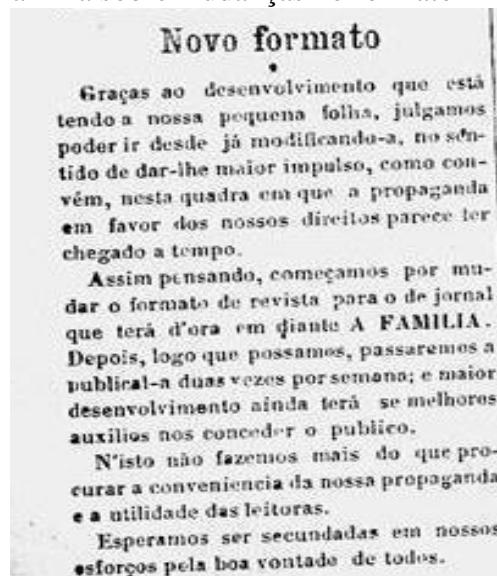 Novo formato
Graças ao desenvolvimento que está
tendo a nossa pequena folha, julgamos
poder ir desde já modificando-a, no sen-
tido de dar-lhe maior impulso, como con-
vém, nesta quadra em que a propaganda
em favor dos nossos direitos parece ter
chegado a tempo.
Assim pensando, começamos por mu-
dar o formato de revista para o de jornal
que terá d'ora em diante A FAMILIA.
Depois, logo que possamos, passaremos a
publical-a duas vezes por semana; e maior
desenvolvimento ainda terá se melhores
auxilios nos conceder o publico.
N'isto não fazemos mais do que pro-
curar a conveniencia da nossa propaganda
e a utilidade das leitoras.
Esperamos ser secundadas em nossos
esforços pela boa vontade de todos.